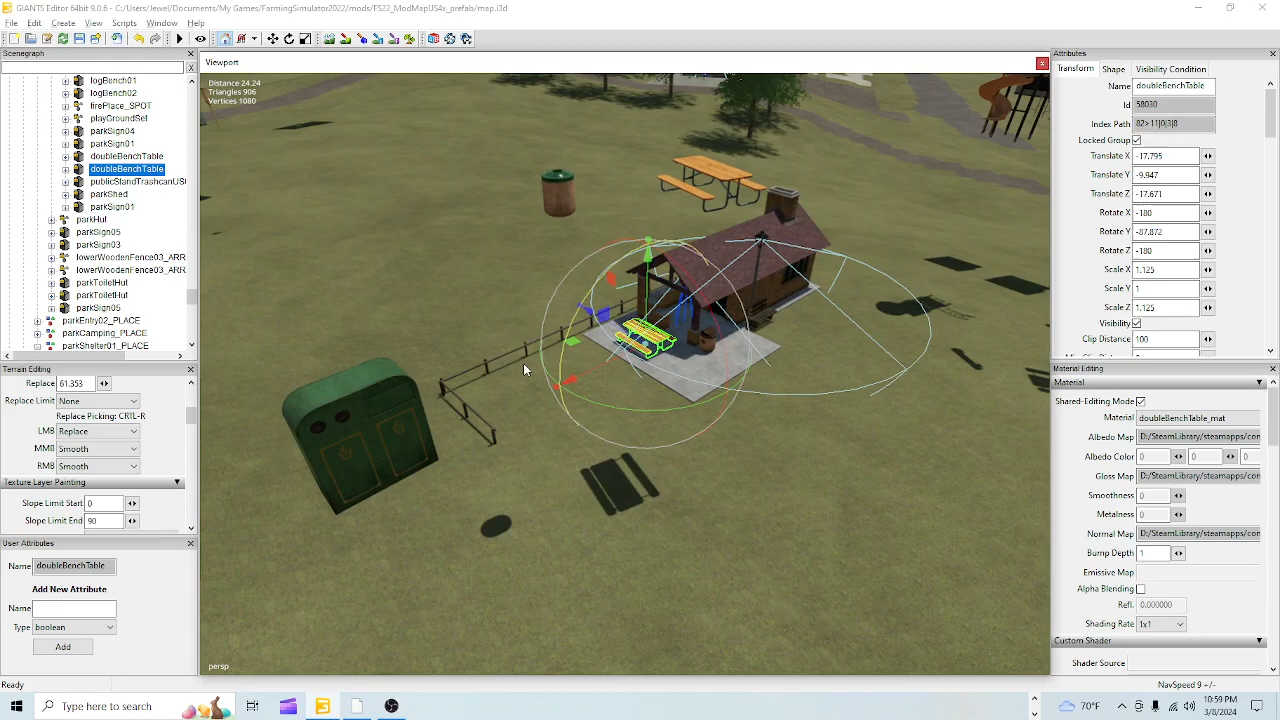 GIANTS Editor 64bit 9.0.6 - C:/Users/Jewel/Documents/My Games/FarmingSimulator2022/mods/FS22_ModMapUS4x_prefab/map.i3d
File Edit Create View Scripts Window Help
Scenegraph
X
logBench01
logBench02
firePlace_SPOT
playGroundSet
parkSign04
parkSign01
doubleBenchTable
doubleBenchTable
publicStandTrashcanUS
parkShed
parkSign01
parkHut
parkSign05
parkSign03
lowerWoodenFence03_ARR
lowerWoodenFence03_ARR
parkToiletHut
parkToiletHut
parkSign05
parkEntry02_PLACE
parkCamping_PLACE
parkShelter01_PLACE
Terrain Editing
Replace 61.353
Replace Limit None
Replace Picking: CRTL-R
LMB Replace
MMB Smooth
RMB Smooth
Texture Layer Painting
Slope Limit Start 0
Slope Limit End 90
User Attributes
Name doubleBenchTable
Add New Attribute
Name
Type boolean
Add
Ready
Viewport
Distance 24.24
Triangles 906
Vertices 1080
persp
Attributes
Transform Shape Visibility Condition
Name doubleBenchTable
Id 58030
Index Path 82>11|0|3|8
Locked Group
Translate X -17.795
Translate Y -9.947
Translate Z -17.671
Rotate X -180
Rotate Y -87.872
Rotate Z -180
Scale X 1.125
Scale Y 1
Scale Z 1.125
Visibility
Clip Distance 100
Material Editing
Material
Shared-Editing Mode
Material doubleBenchTable_mat
Albedo Map D:/SteamLibrary/steamapps/con
Albedo Color 0 0 0
Gloss Map D:/SteamLibrary/steamapps/con
Smoothness 0
Metalness 0
Normal Map D:/SteamLibrary/steamapps/con
Bump Depth 1
Emissive Map
Alpha Blending
Refl. 0.000000
Shading Rate 1x1
Custom Shader
Shader Source
NavSpeed 9 +/-
Type here to search
70°F
10:59 PM
3/8/2024